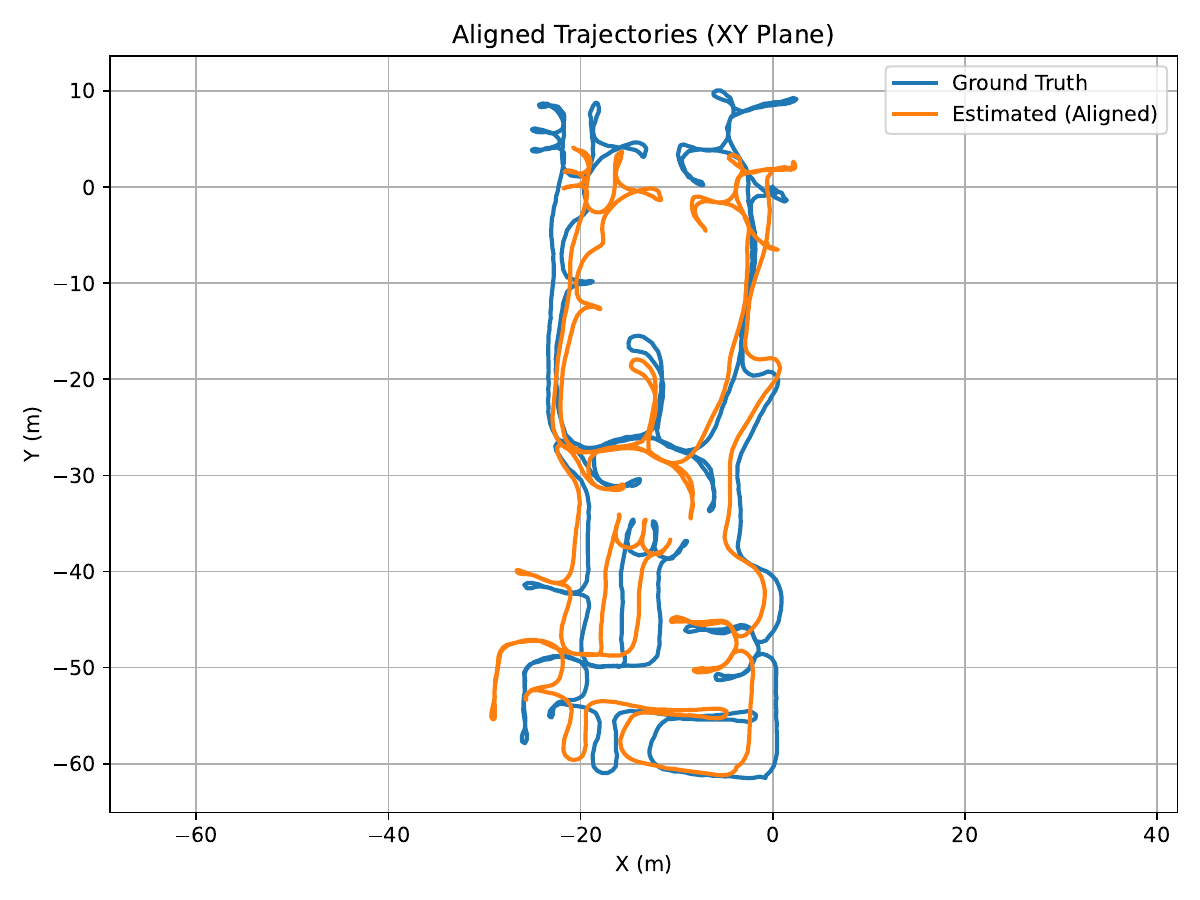 Aligned Trajectories (XY Plane)
Ground Truth
Estimated (Aligned)
10
0
−10
−20
−30
−40
−50
−60
Y (m)
−60
−40
−20
0
20
40
X (m)